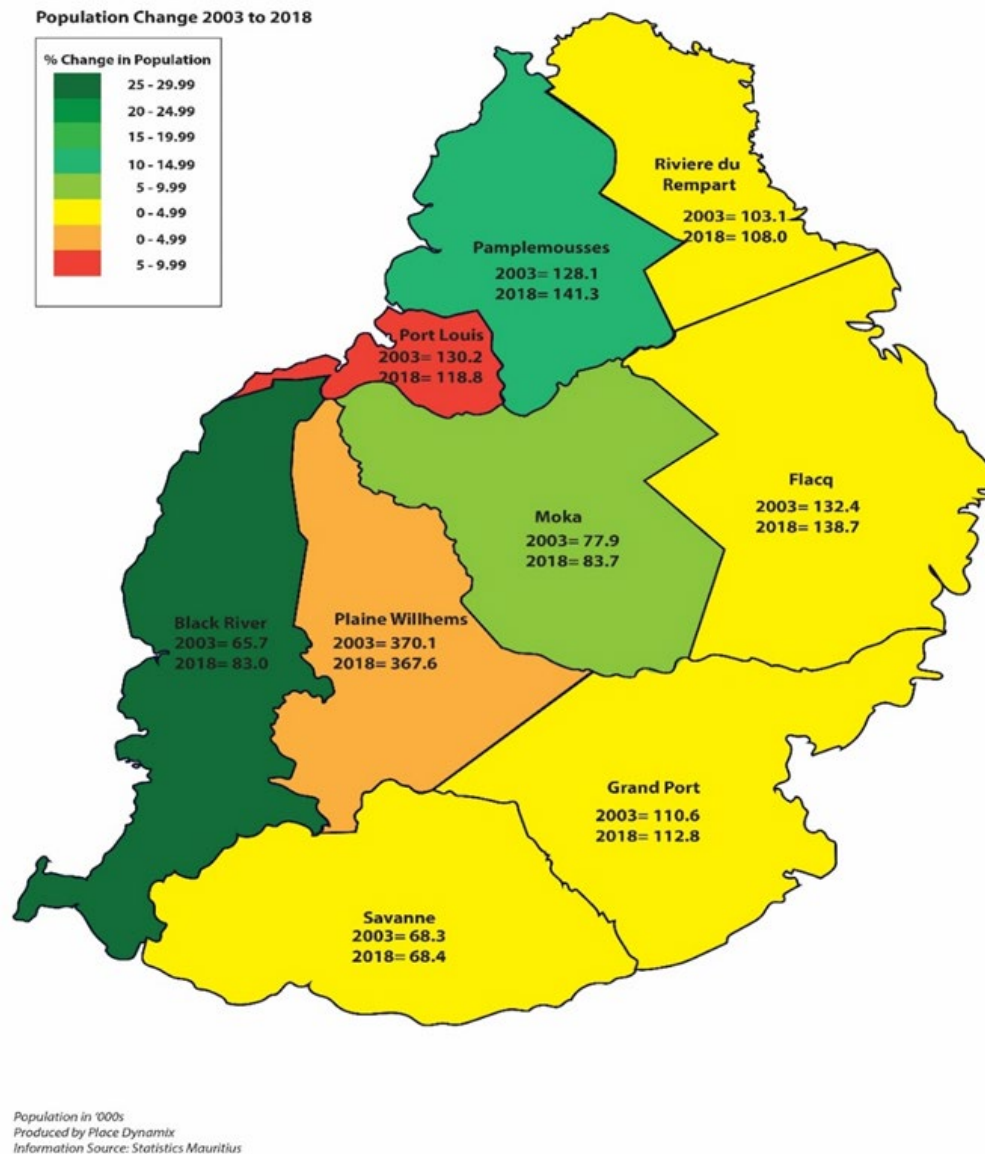 Population Change 2003 to 2018
% Change in Population
25 - 29.99
20 - 24.99
15 - 19.99
10 - 14.99
5 - 9.99
0 - 4.99
0 - 4.99
5 - 9.99
Riviere du
Rempart
2003= 103.1
2018= 108.0
Pamplemousses
2003= 128.1
2018= 141.3
Port Louis
2003= 130.2
2018= 118.8
Flacq
2003= 132.4
2018= 138.7
Moka
2003= 77.9
2018= 83.7
Black River
2003= 65.7
2018= 83.0
Plaine Willhems
2003= 370.1
2018= 367.6
Grand Port
2003= 110.6
2018= 112.8
Savanne
2003= 68.3
2018= 68.4
Population in '000s
Produced by Place Dynamix
Information Source: Statistics Mauritius